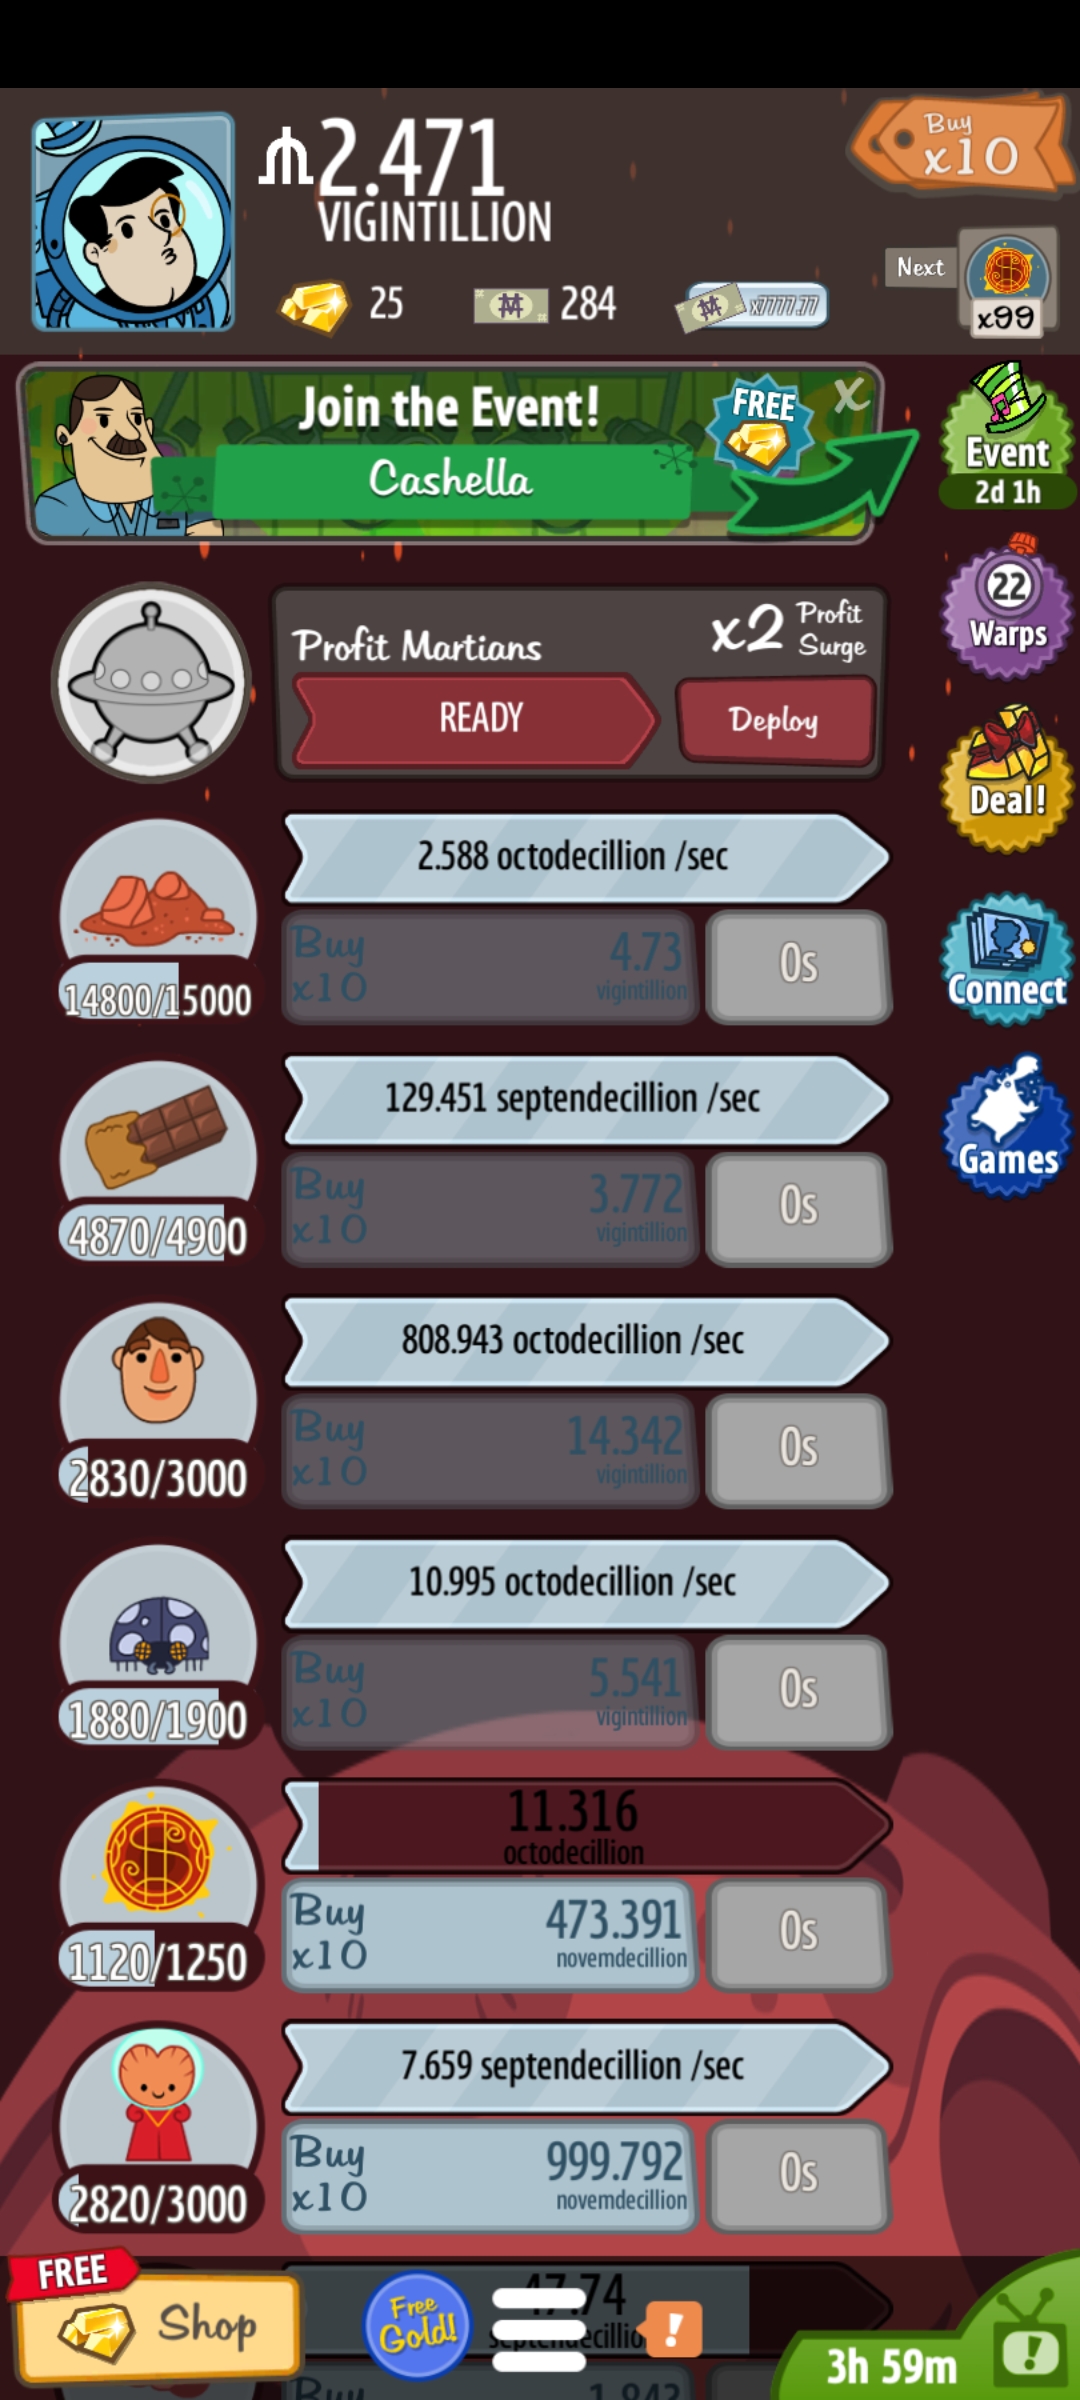 2.471
VIGINTILLION
Buy
x10
25
284
x7777.77
Next
x99
Join the Event!
FREE
X
Cashella
Event
2d 1h
22
Warps
Profit Martians
x2 Profit
Surge
READY
Deploy
Deal!
2.588 octodecillion /sec
14800/15000
Buy
x10
4.73
vigintillion
0s
Connect
129.451 septendecillion /sec
4870/4900
Buy
x10
3.772
vigintillion
0s
Games
808.943 octodecillion /sec
2830/3000
Buy
x10
14.342
vigintillion
0s
10.995 octodecillion /sec
1880/1900
Buy
x10
5.541
vigintillion
0s
11.316
octodecillion
1120/1250
Buy
x10
473.391
novemdecillion
0s
7.659 septendecillion /sec
2820/3000
Buy
x10
999.792
novemdecillion
0s
FREE
Shop
Free
Gold!
47.74
!
3h 59m
!
Buy